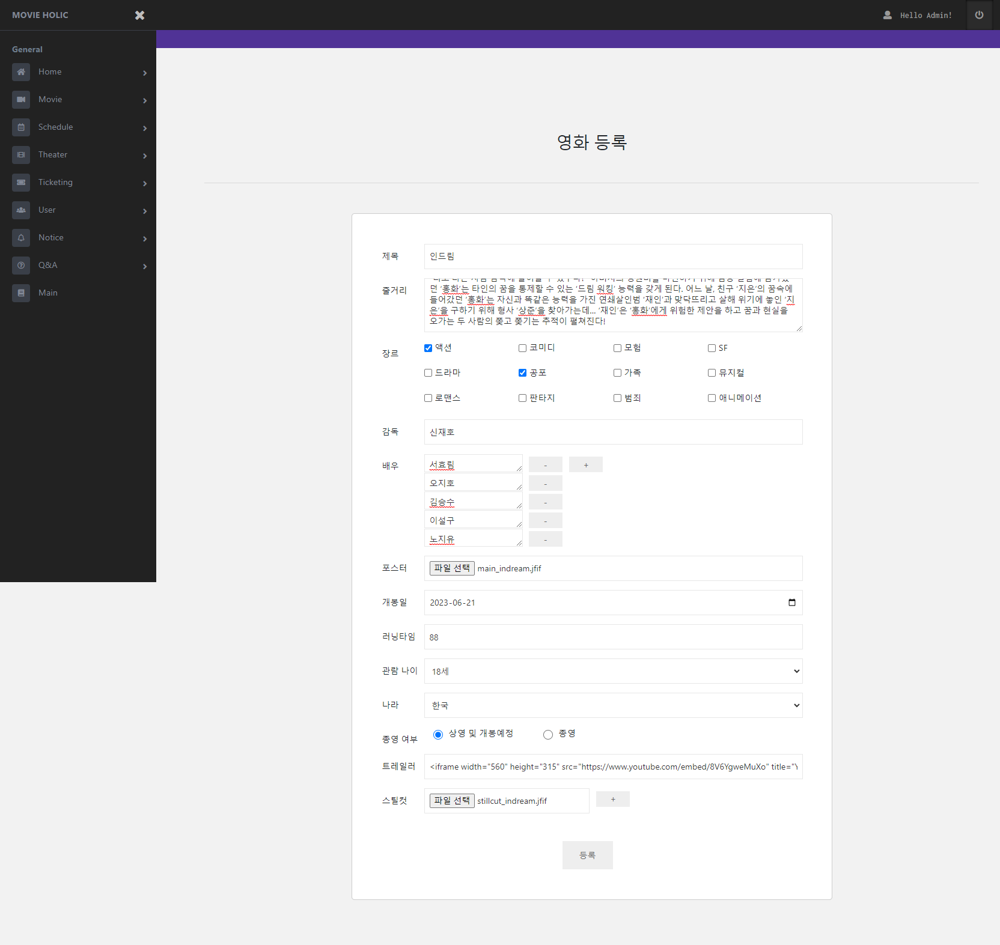 MOVIE HOLIC
Hello Admin!
General
Home
Movie
Schedule
Theater
Ticketing
User
Notice
Q&A
Main
영화 등록
제목
인드림
줄거리
던 ‘홍화’는 타인의 꿈을 통제할 수 있는 ‘드림 워킹’ 능력을 갖게 된다. 어느 날, 친구 ‘지은’의 꿈속에
들어갔던 ‘홍화’는 자신과 똑같은 능력을 가진 연쇄살인범 ‘재인’과 맞닥뜨리고 살해 위기에 놓인 ‘지
은’을 구하기 위해 형사 ‘상준’을 찾아가는데… ‘재인’은 ‘홍화’에게 위험한 제안을 하고 꿈과 현실을
오가는 두 사람의 쫓고 쫓기는 추적이 펼쳐진다!
장르
액션 코미디 모험 SF
드라마 공포 가족 뮤지컬
로맨스 판타지 범죄 애니메이션
감독
신재호
배우
서효림 - +
오지호 -
김승수 -
이설구 -
노지유 -
포스터
파일 선택 main_indream.jfif
개봉일
2023-06-21
러닝타임
88
관람 나이
18세
나라
한국
종영 여부
상영 및 개봉예정 종영
트레일러
<iframe width="560" height="315" src="https://www.youtube.com/embed/8V6YgweMuXo" title="Y
스틸컷
파일 선택 stillcut_indream.jfif +
등록